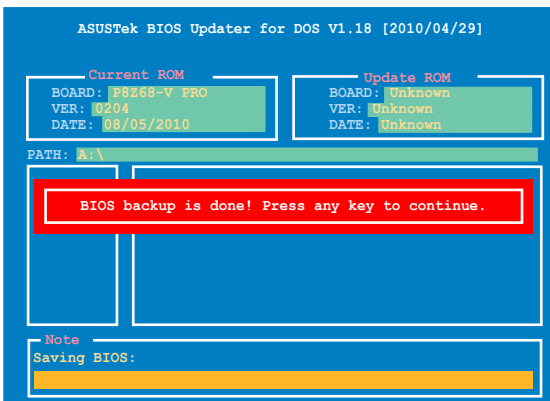 ASUSTek BIOS Updater for DOS V1.18 [2010/04/29]
Current ROM
BOARD: P8Z68-V PRO
VER: 0204
DATE: 08/05/2010
Update ROM
BOARD: Unknown
VER: Unknown
DATE: Unknown
PATH: A:\
BIOS backup is done! Press any key to continue.
Note
Saving BIOS: